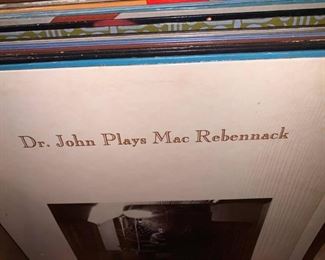 Dr. John Plays Mac Rebennack